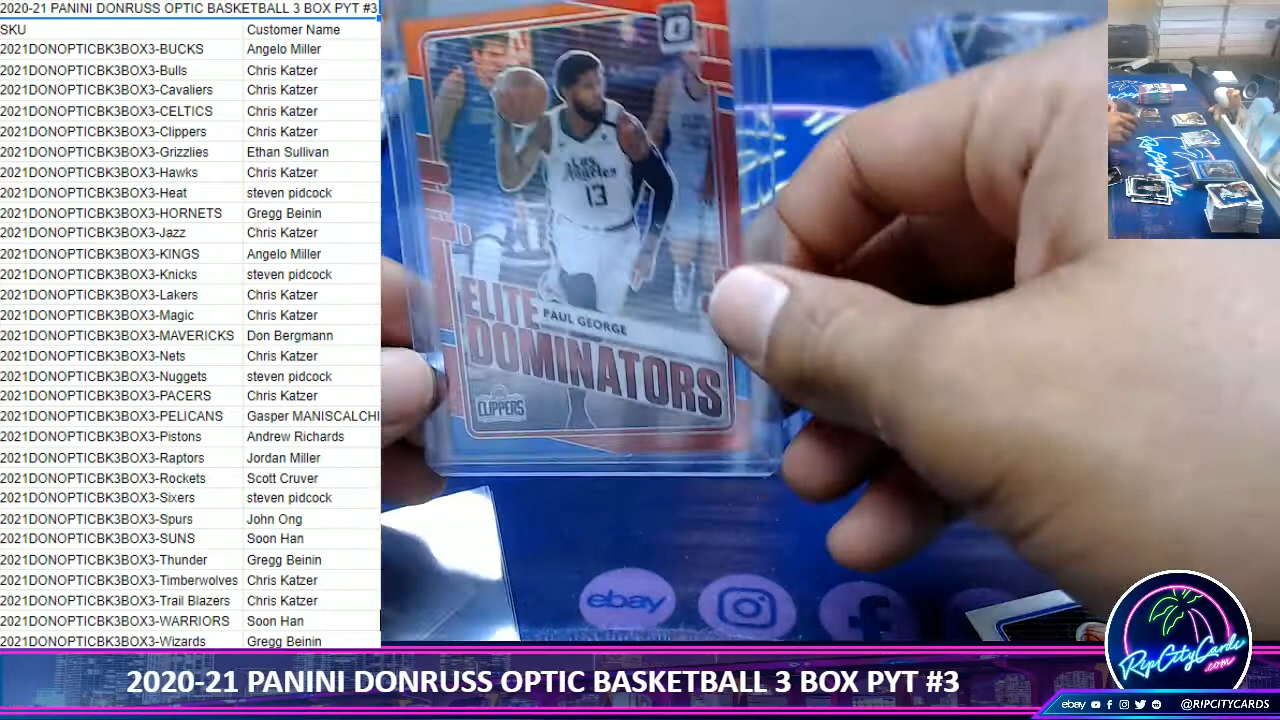 2020-21 PANINI DONRUSS OPTIC BASKETBALL 3 BOX PYT #3
SKU Customer Name
2021DONOPTICBK3BOX3-BUCKS Angelo Miller
2021DONOPTICBK3BOX3-Bulls Chris Katzer
2021DONOPTICBK3BOX3-Cavaliers Chris Katzer
2021DONOPTICBK3BOX3-CELTICS Chris Katzer
2021DONOPTICBK3BOX3-Clippers Chris Katzer
2021DONOPTICBK3BOX3-Grizzlies Ethan Sullivan
2021DONOPTICBK3BOX3-Hawks Chris Katzer
2021DONOPTICBK3BOX3-Heat steven pidcock
2021DONOPTICBK3BOX3-HORNETS Gregg Beinin
2021DONOPTICBK3BOX3-Jazz Chris Katzer
2021DONOPTICBK3BOX3-KINGS Angelo Miller
2021DONOPTICBK3BOX3-Knicks steven pidcock
2021DONOPTICBK3BOX3-Lakers Chris Katzer
2021DONOPTICBK3BOX3-Magic Chris Katzer
2021DONOPTICBK3BOX3-MAVERICKS Don Bergmann
2021DONOPTICBK3BOX3-Nets Chris Katzer
2021DONOPTICBK3BOX3-Nuggets steven pidcock
2021DONOPTICBK3BOX3-PACERS Chris Katzer
2021DONOPTICBK3BOX3-PELICANS Gasper MANISCALCHI
2021DONOPTICBK3BOX3-Pistons Andrew Richards
2021DONOPTICBK3BOX3-Raptors Jordan Miller
2021DONOPTICBK3BOX3-Rockets Scott Cruver
2021DONOPTICBK3BOX3-Sixers steven pidcock
2021DONOPTICBK3BOX3-Spurs John Ong
2021DONOPTICBK3BOX3-SUNS Soon Han
2021DONOPTICBK3BOX3-Thunder Gregg Beinin
2021DONOPTICBK3BOX3-Timberwolves Chris Katzer
2021DONOPTICBK3BOX3-Trail Blazers Chris Katzer
2021DONOPTICBK3BOX3-WARRIORS Soon Han
2021DONOPTICBK3BOX3-Wizards Gregg Beinin
Los Angeles
13
ELITE
PAUL GEORGE
DOMINATORS
CLIPPERS
ebay
RipCityCards
.com
2020-21 PANINI DONRUSS OPTIC BASKETBALL 3 BOX PYT #3
ebay @RIPCITYCARDS